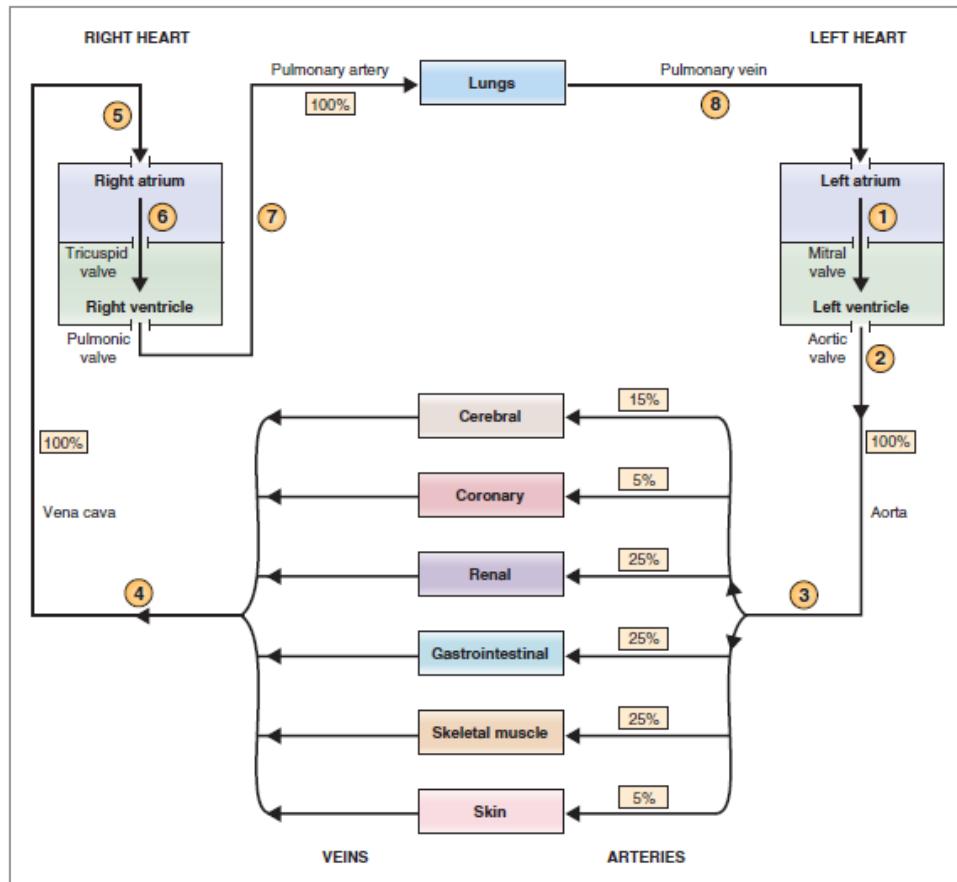 RIGHT HEART
LEFT HEART
Pulmonary artery
Lungs
Pulmonary vein
100%
8
5
Right atrium
Left atrium
6
7
1
Tricuspid
valve
Mitral
valve
Right ventricle
Left ventricle
Pulmonic
valve
Aortic
valve
2
15%
Cerebral
100%
100%
5%
Coronary
Vena cava
Aorta
25%
Renal
4
3
25%
Gastrointestinal
25%
Skeletal muscle
5%
Skin
VEINS
ARTERIES